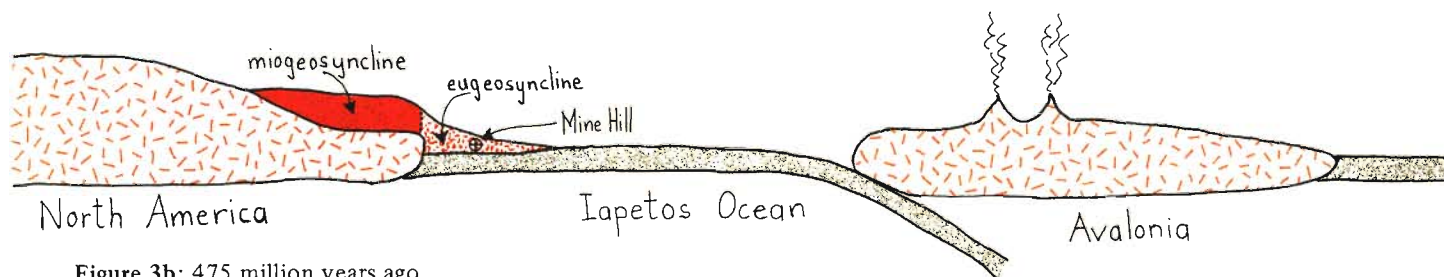 miogeosyncline
eugeosyncline
Mine Hill
North America
Iapetos Ocean
Avalonia
Figure 3b: 475 million years ago